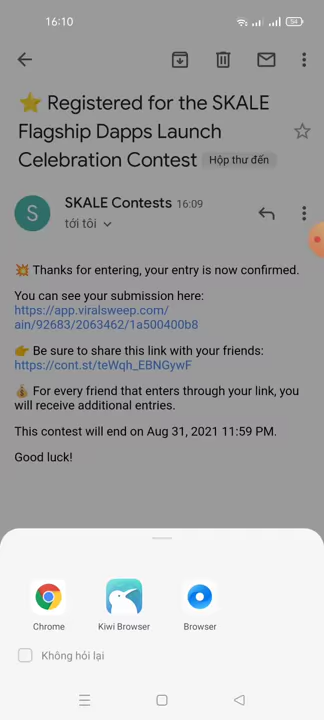 16:10
54
⭐ Registered for the SKALE
Flagship Dapps Launch
Celebration Contest Hộp thư đến
S
SKALE Contests 16:09
tới tôi
💥 Thanks for entering, your entry is now confirmed.
You can see your submission here:
https://app.viralsweep.com/
ain/92683/2063462/1a500400b8
👉 Be sure to share this link with your friends:
https://cont.st/teWqh_EBNGywF
💰 For every friend that enters through your link, you
will receive additional entries.
This contest will end on Aug 31, 2021 11:59 PM.
Good luck!
Chrome
Kiwi Browser
Browser
Không hỏi lại